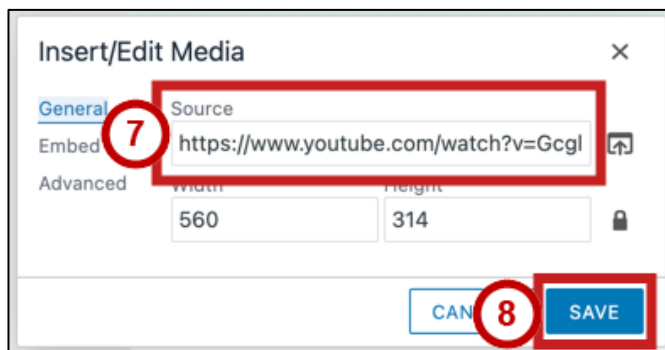 Insert/Edit Media
General
Source
7
https://www.youtube.com/watch?v=Gcgl
Embed
Advanced
Width
Height
560
314
CAN
8
SAVE